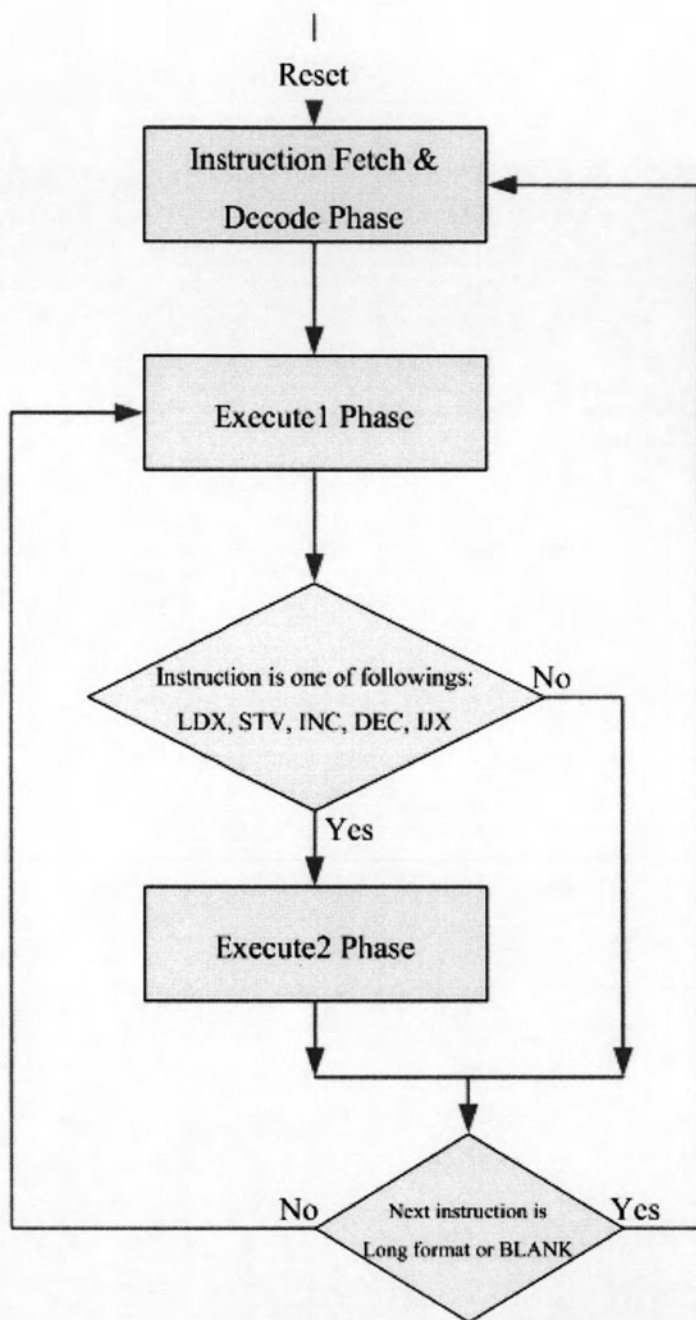 Reset
Instruction Fetch &
Decode Phase
Execute1 Phase
Instruction is one of followings:
LDX, STV, INC, DEC, IJX
No
Yes
Execute2 Phase
No
Next instruction is
Long format or BLANK
Yes